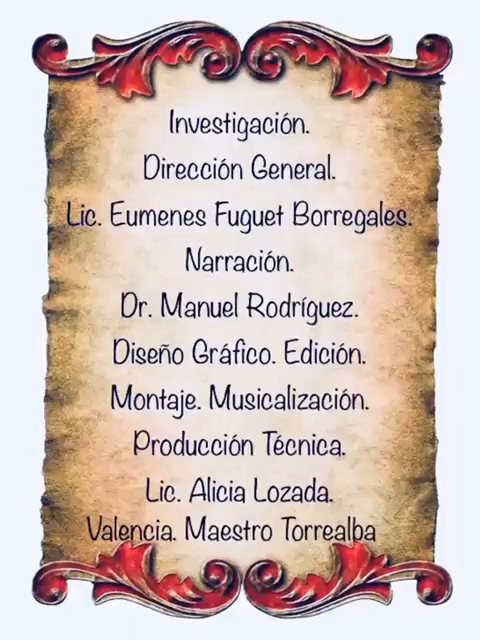 Investigación.
Dirección General.
Lic. Eumenes Fuguet Borregales.
Narración.
Dr. Manuel Rodríguez.
Diseño Gráfico. Edición.
Montaje. Musicalización.
Producción Técnica.
Lic. Alicia Lozada.
Valencia. Maestro Torrealba